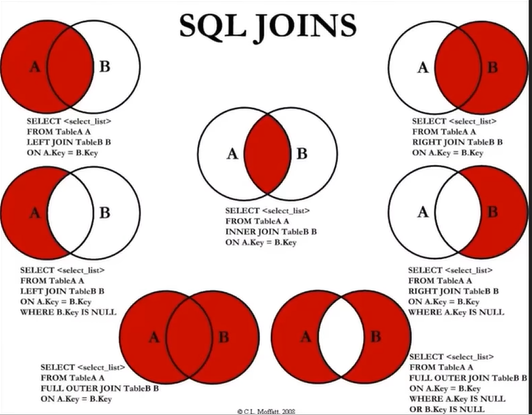 SQL JOINS
A B
SELECT <select_list>
FROM TableA A
LEFT JOIN TableB B
ON A.Key = B.Key
A B
SELECT <select_list>
FROM TableA A
RIGHT JOIN TableB B
ON A.Key = B.Key
A B
SELECT <select_list>
FROM TableA A
INNER JOIN TableB B
ON A.Key = B.Key
A B
SELECT <select_list>
FROM TableA A
LEFT JOIN TableB B
ON A.Key = B.Key
WHERE B.Key IS NULL
A B
SELECT <select_list>
FROM TableA A
RIGHT JOIN TableB B
ON A.Key = B.Key
WHERE A.Key IS NULL
A B
SELECT <select_list>
FROM TableA A
FULL OUTER JOIN TableB B
ON A.Key = B.Key
A B
SELECT <select_list>
FROM TableA A
FULL OUTER JOIN TableB B
ON A.Key = B.Key
WHERE A.Key IS NULL
OR B.Key IS NULL
© C.L. Moffatt, 2008